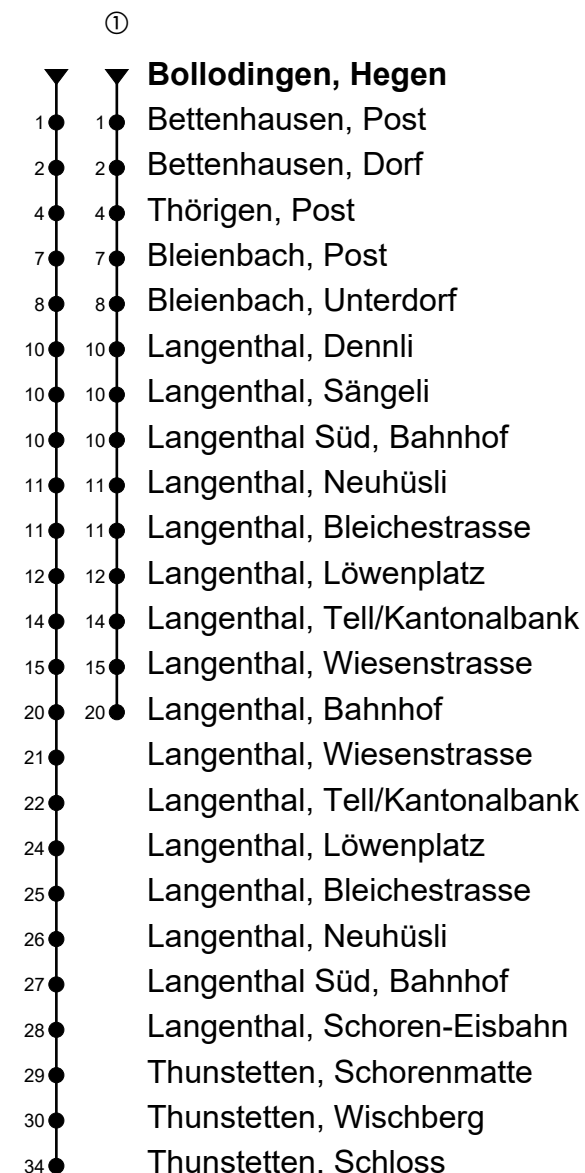 ①
Bollodingen, Hegen
1 1 Bettenhausen, Post
2 2 Bettenhausen, Dorf
4 4 Thörigen, Post
7 7 Bleienbach, Post
8 8 Bleienbach, Unterdorf
10 10 Langenthal, Dennli
10 10 Langenthal, Sängeli
10 10 Langenthal Süd, Bahnhof
11 11 Langenthal, Neuhüsli
11 11 Langenthal, Bleichestrasse
12 12 Langenthal, Löwenplatz
14 14 Langenthal, Tell/Kantonalbank
15 15 Langenthal, Wiesenstrasse
20 20 Langenthal, Bahnhof
21 Langenthal, Wiesenstrasse
22 Langenthal, Tell/Kantonalbank
24 Langenthal, Löwenplatz
25 Langenthal, Bleichestrasse
26 Langenthal, Neuhüsli
27 Langenthal Süd, Bahnhof
28 Langenthal, Schoren-Eisbahn
29 Thunstetten, Schorenmatte
30 Thunstetten, Wischberg
34 Thunstetten, Schloss